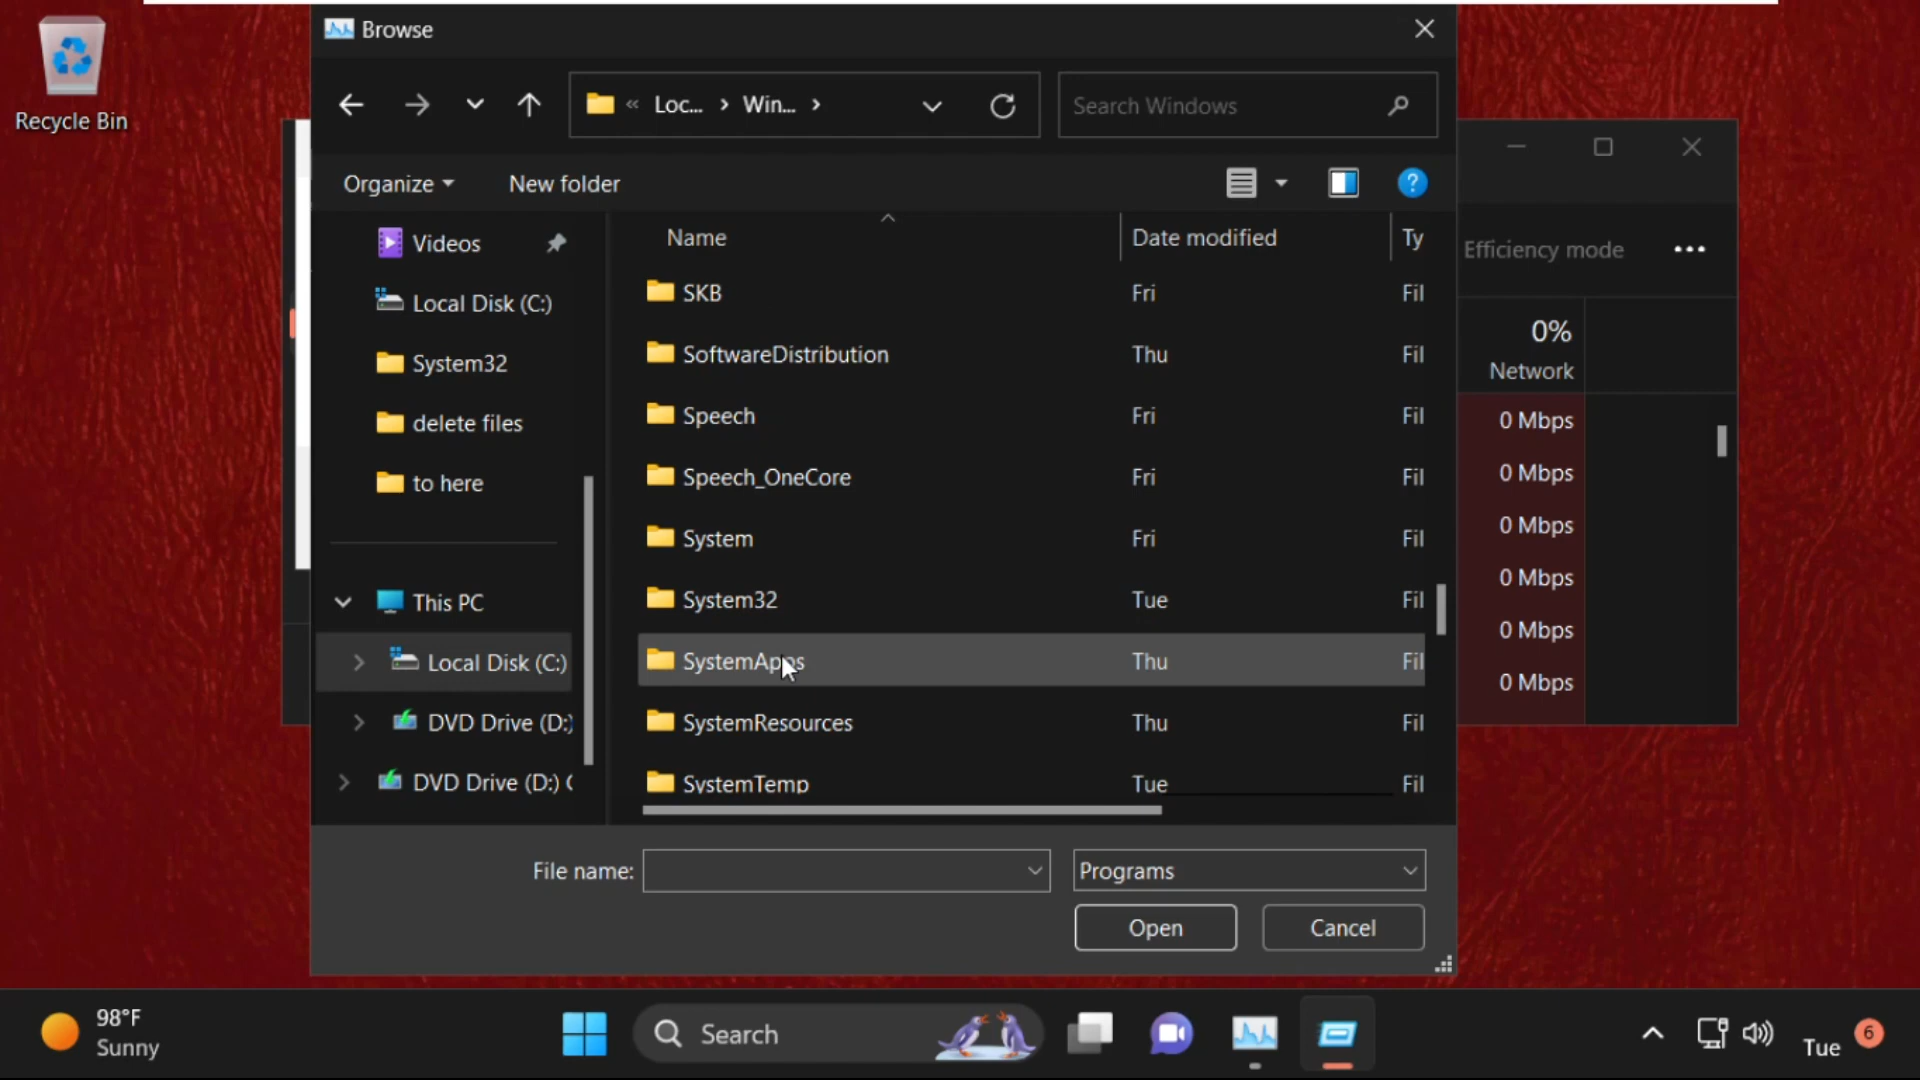 Recycle Bin
Browse
« Loc... › Win... ›
Search Windows
Organize
New folder
Name
Date modified
Ty
Videos
Local Disk (C:)
System32
delete files
to here
This PC
Local Disk (C:)
DVD Drive (D:)
DVD Drive (D:) C
SKB Fri Fil
SoftwareDistribution Thu Fil
Speech Fri Fil
Speech_OneCore Fri Fil
System Fri Fil
System32 Tue Fil
SystemApps Thu Fil
SystemResources Thu Fil
SystemTemp Tue Fil
File name:
Programs
Open
Cancel
Efficiency mode
0%
Network
0 Mbps
0 Mbps
0 Mbps
0 Mbps
0 Mbps
0 Mbps
98°F
Sunny
Search
Tue
6